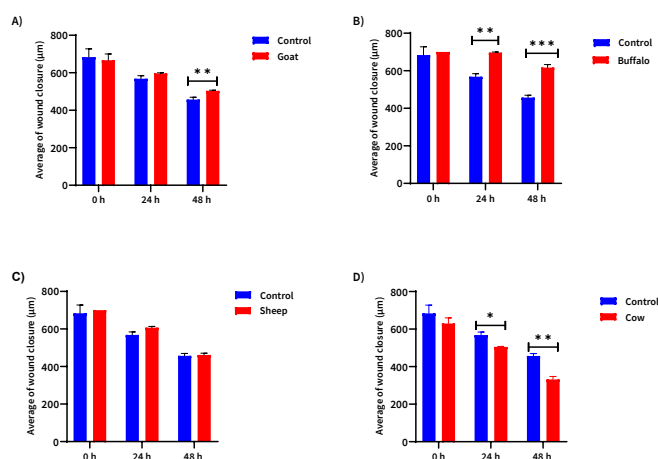 A)
Average of wound closure (µm)
800
600
400
200
0
0 h
24 h
48 h
**
Control
Goat
B)
Average of wound closure (µm)
800
600
400
200
0
0 h
24 h
48 h
**
***
Control
Buffalo
C)
Average of wound closure (µm)
800
600
400
200
0
0 h
24 h
48 h
Control
Sheep
D)
Average of wound closure (µm)
800
600
400
200
0
0 h
24 h
48 h
*
**
Control
Cow